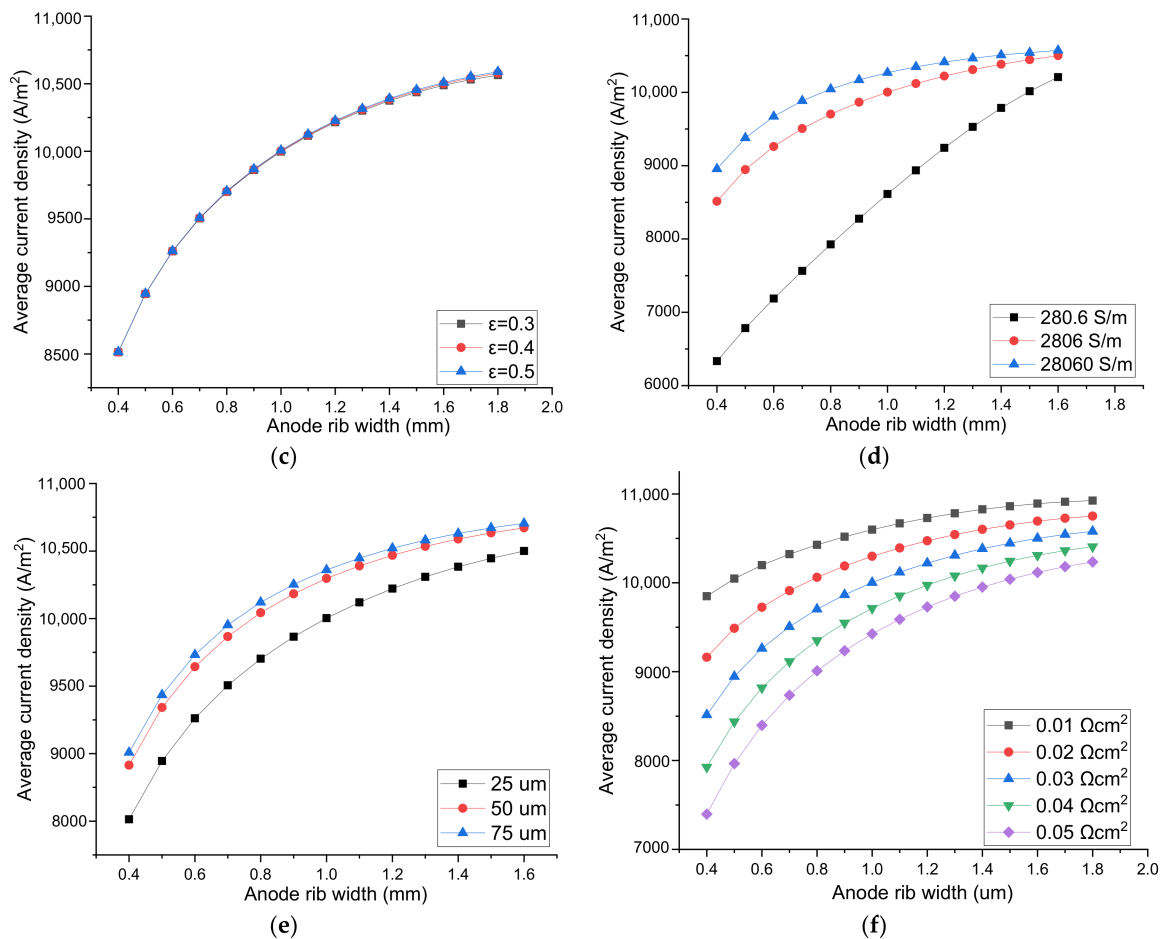 11,000
10,500
10,000
9500
9000
8500
Average current density (A/m²)
ε=0.3
ε=0.4
ε=0.5
0.4 0.6 0.8 1.0 1.2 1.4 1.6 1.8 2.0
Anode rib width (mm)
(c)
11,000
10,000
9000
8000
7000
6000
Average current density (A/m²)
280.6 S/m
2806 S/m
28060 S/m
0.4 0.6 0.8 1.0 1.2 1.4 1.6 1.8
Anode rib width (mm)
(d)
11,000
10,500
10,000
9500
9000
8500
8000
Average current density (A/m²)
25 um
50 um
75 um
0.4 0.6 0.8 1.0 1.2 1.4 1.6
Anode rib width (mm)
(e)
11,000
10,000
9000
8000
7000
Average current density (A/m²)
0.01 Ωcm²
0.02 Ωcm²
0.03 Ωcm²
0.04 Ωcm²
0.05 Ωcm²
0.4 0.6 0.8 1.0 1.2 1.4 1.6 1.8 2.0
Anode rib width (um)
(f)